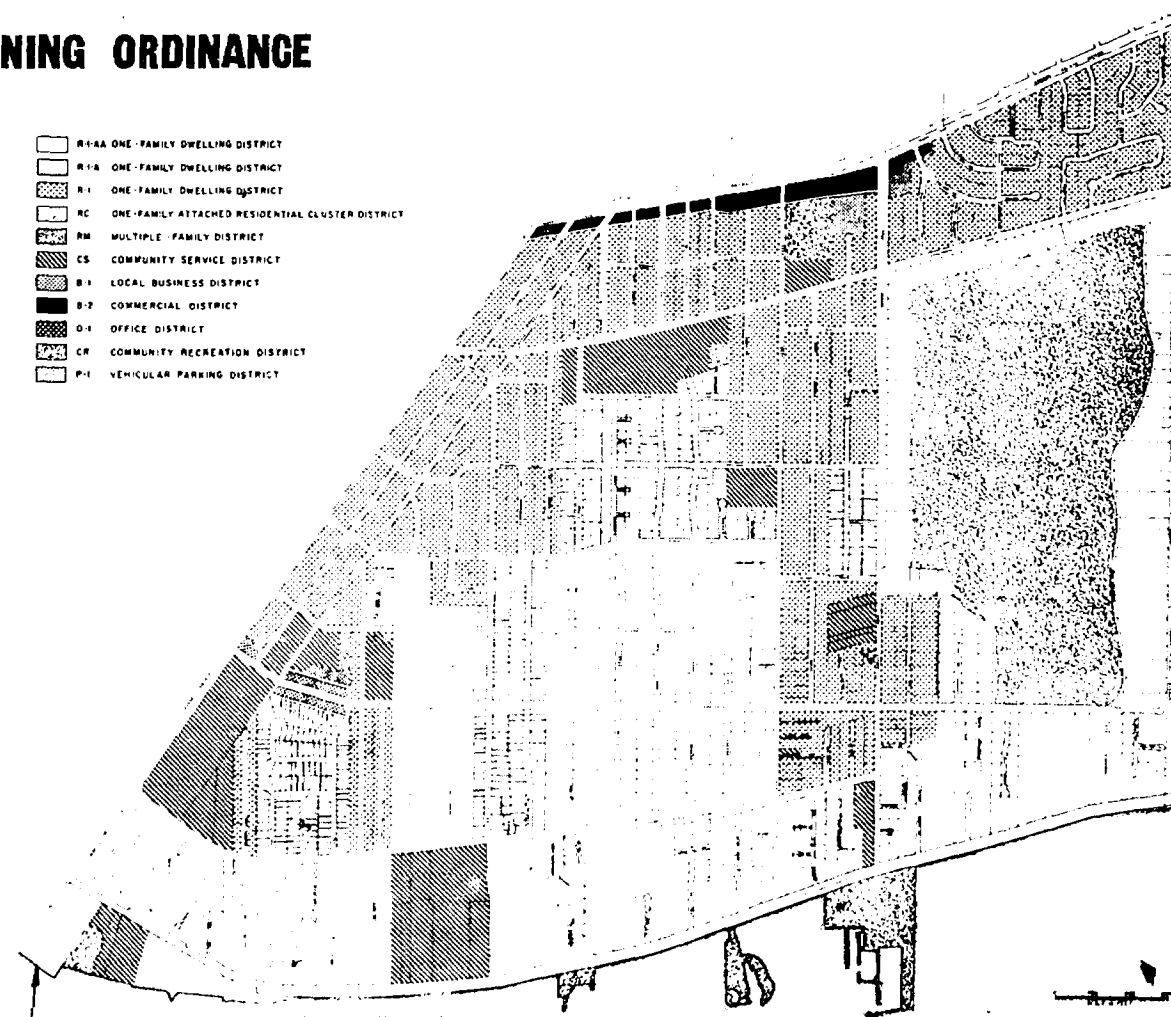 NING ORDINANCE
R-1-AA ONE-FAMILY DWELLING DISTRICT
R-1-A ONE-FAMILY DWELLING DISTRICT
R-1 ONE-FAMILY DWELLING DISTRICT
RC ONE-FAMILY ATTACHED RESIDENTIAL CLUSTER DISTRICT
RM MULTIPLE-FAMILY DISTRICT
CS COMMUNITY SERVICE DISTRICT
B-1 LOCAL BUSINESS DISTRICT
B-2 COMMERCIAL DISTRICT
O-1 OFFICE DISTRICT
CR COMMUNITY RECREATION DISTRICT
P-1 VEHICULAR PARKING DISTRICT